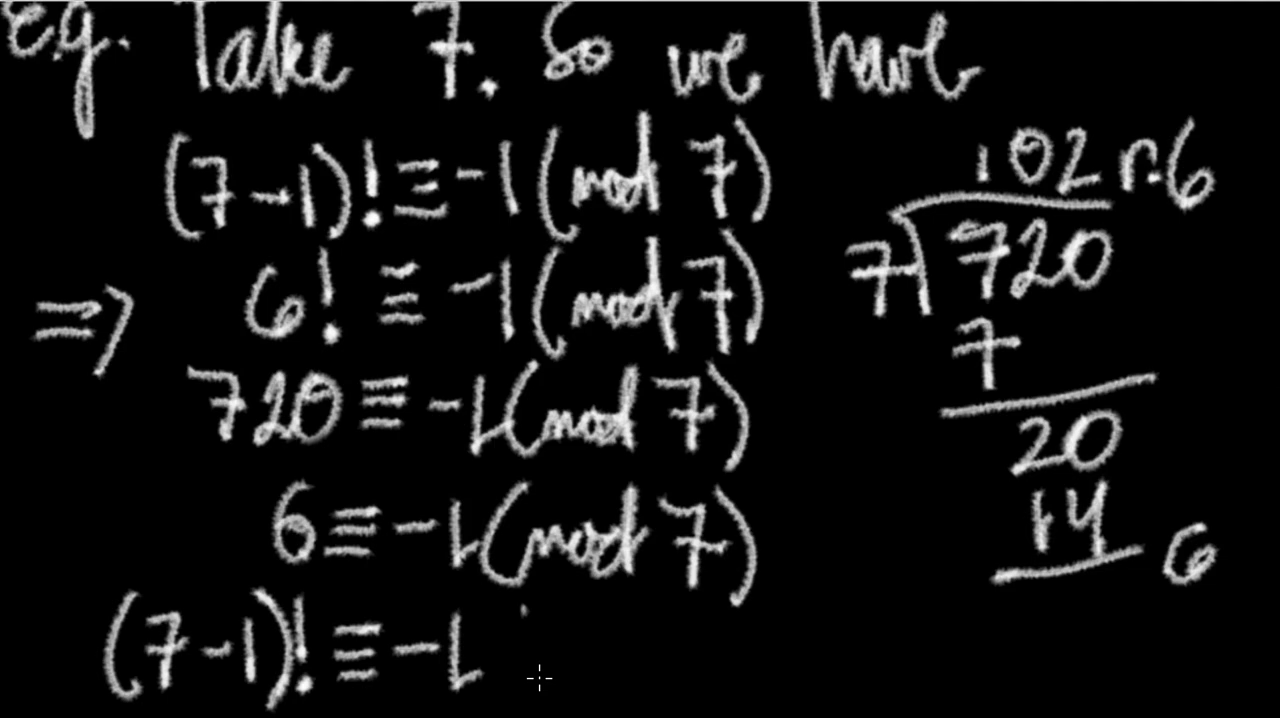 e.g. Take 7. So we have
(7-1)! ≡ -1 (mod 7)
⇒ 6! ≡ -1 (mod 7)
720 ≡ -1 (mod 7)
6 ≡ -1 (mod 7)
(7-1)! ≡ -1
102 r.6
7)720
7
20
14
6